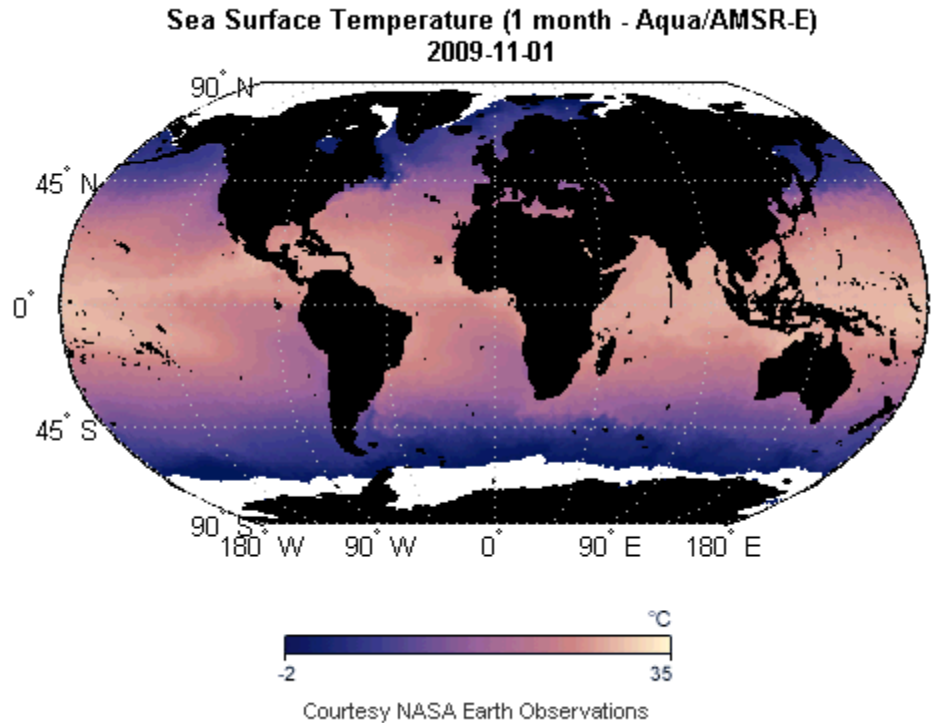 Sea Surface Temperature (1 month - Aqua/AMSR-E)
2009-11-01
90° N
45° N
0°
45° S
90° S
180° W 90° W 0° 90° E 180° E
°C
-2 35
Courtesy NASA Earth Observations